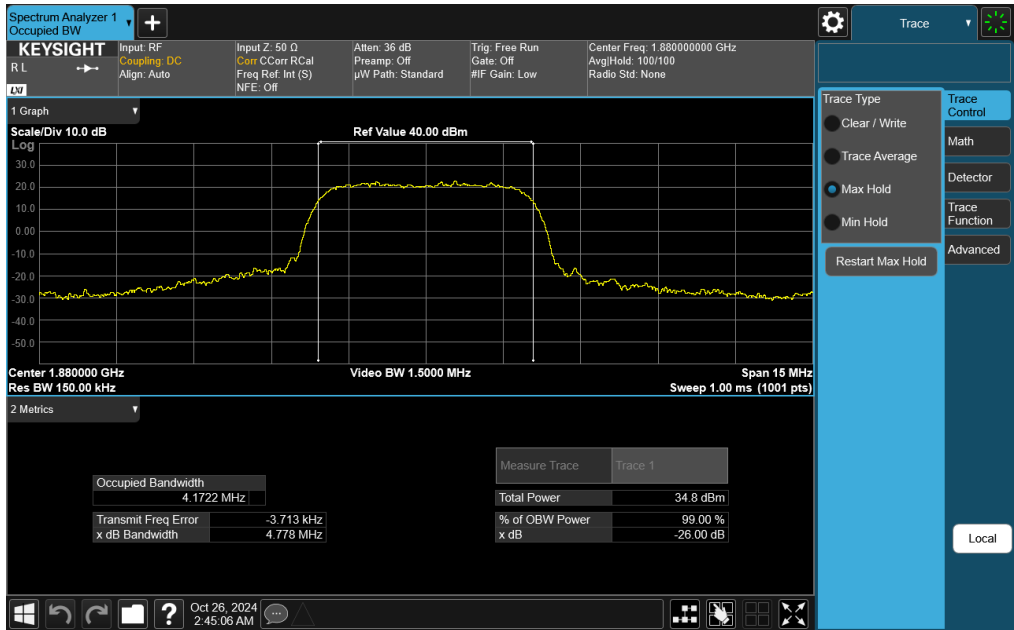 Spectrum Analyzer 1
Occupied BW
Trace
KEYSIGHT
R L
LXI
Input: RF
Coupling: DC
Align: Auto
Input Z: 50 Ω
Corr CCorr RCal
Freq Ref: Int (S)
NFE: Off
Atten: 36 dB
Preamp: Off
µW Path: Standard
Trig: Free Run
Gate: Off
#IF Gain: Low
Center Freq: 1.880000000 GHz
Avg|Hold: 100/100
Radio Std: None
1 Graph
Scale/Div 10.0 dB
Ref Value 40.00 dBm
Log
30.0
20.0
10.0
0.00
-10.0
-20.0
-30.0
-40.0
-50.0
Center 1.880000 GHz
Video BW 1.5000 MHz
Span 15 MHz
Res BW 150.00 kHz
Sweep 1.00 ms (1001 pts)
2 Metrics
Measure Trace
Trace 1
Occupied Bandwidth
4.1722 MHz
Total Power
34.8 dBm
Transmit Freq Error
-3.713 kHz
% of OBW Power
99.00 %
x dB Bandwidth
4.778 MHz
x dB
-26.00 dB
Trace Type
Clear / Write
Trace Average
Max Hold
Min Hold
Restart Max Hold
Trace
Control
Math
Detector
Trace
Function
Advanced
Local
?
Oct 26, 2024
2:45:06 AM